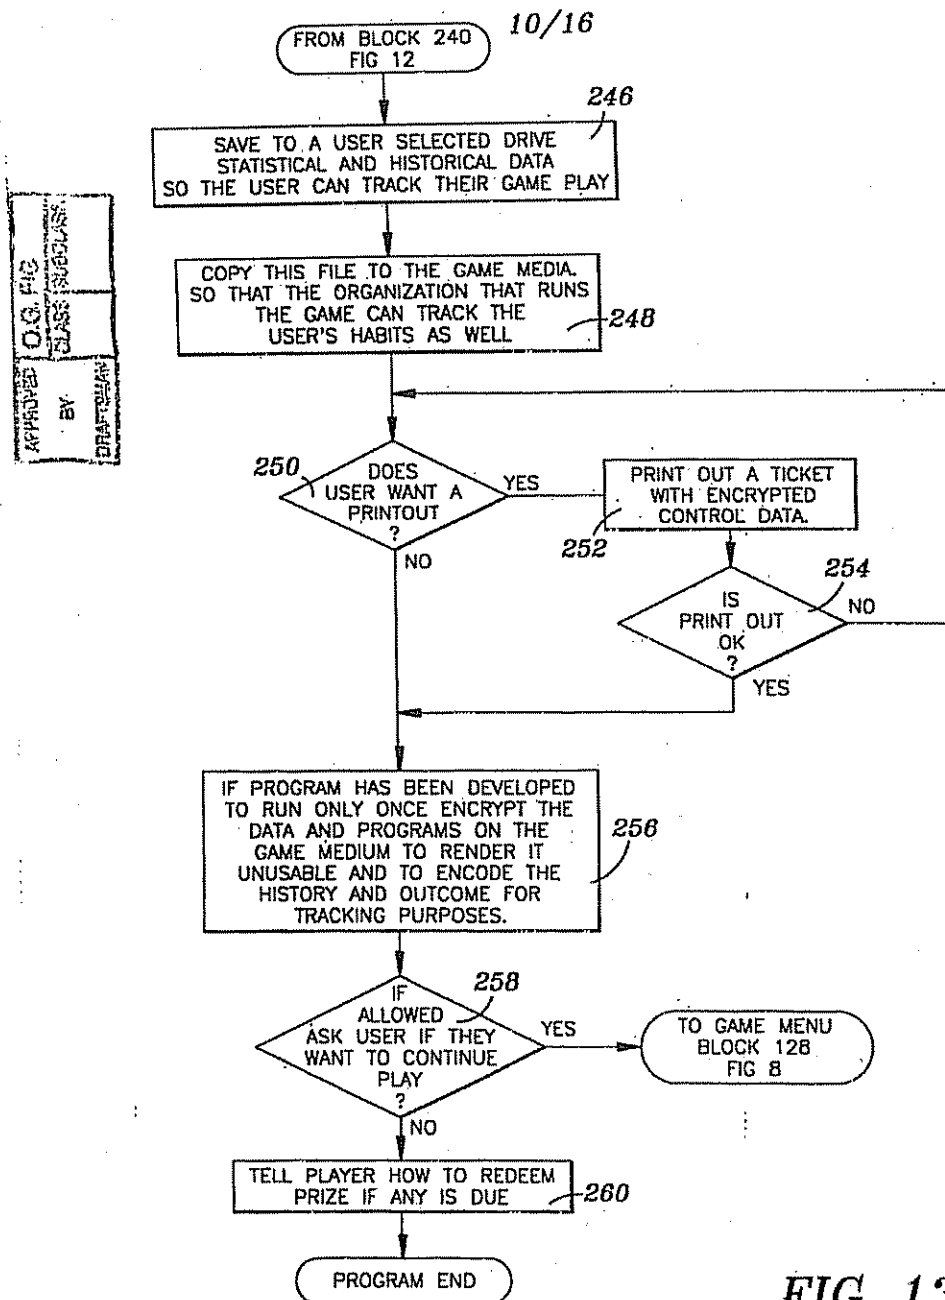 10/16
FROM BLOCK 240
FIG 12
246
SAVE TO A USER SELECTED DRIVE
STATISTICAL AND HISTORICAL DATA
SO THE USER CAN TRACK THEIR GAME PLAY
APPROVED
BY
DRAFTSMAN
O.G. FIG
CLASS
SUBCLASS
COPY THIS FILE TO THE GAME MEDIA.
SO THAT THE ORGANIZATION THAT RUNS
THE GAME CAN TRACK THE
USER'S HABITS AS WELL
248
250
DOES
USER WANT A
PRINTOUT
?
YES
NO
PRINT OUT A TICKET
WITH ENCRYPTED
CONTROL DATA.
252
254
IS
PRINT OUT
OK
?
NO
YES
IF PROGRAM HAS BEEN DEVELOPED
TO RUN ONLY ONCE ENCRYPT THE
DATA AND PROGRAMS ON THE
GAME MEDIUM TO RENDER IT
UNUSABLE AND TO ENCODE THE
HISTORY AND OUTCOME FOR
TRACKING PURPOSES.
256
258
IF
ALLOWED
ASK USER IF THEY
WANT TO CONTINUE
PLAY
?
YES
NO
TO GAME MENU
BLOCK 128
FIG 8
TELL PLAYER HOW TO REDEEM
PRIZE IF ANY IS DUE
260
PROGRAM END
FIG. 13